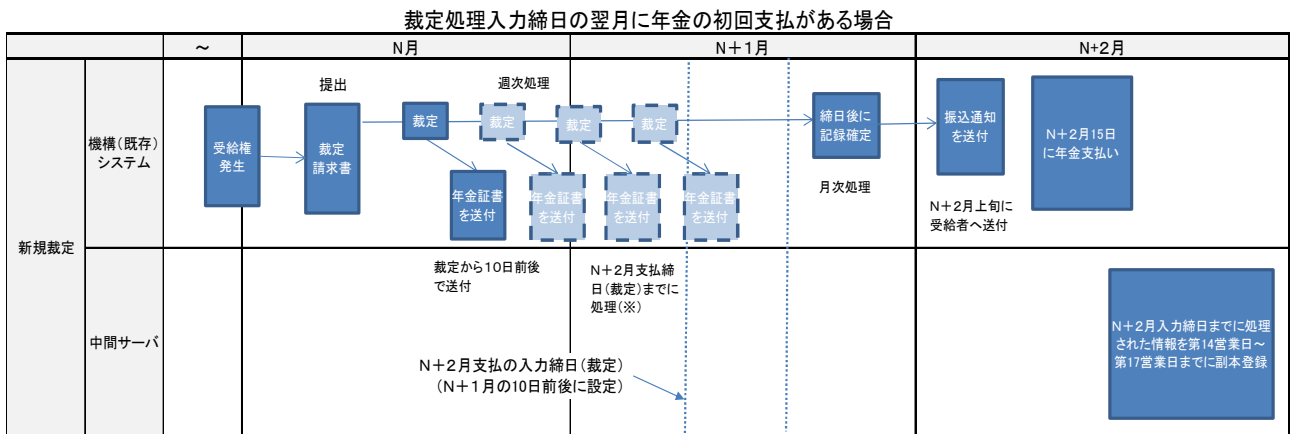 裁定処理入力締日の翌月に年金の初回支払がある場合
～
N月
N＋1月
N+2月
新規裁定
機構（既存）
システム
受給権
発生
提出
裁定
請求書
週次処理
裁定
裁定
裁定
裁定
年金証書
を送付
年金証書
を送付
年金証書
を送付
年金証書
を送付
締日後に
記録確定
月次処理
振込通知
を送付
N＋2月上旬に
受給者へ送付
N＋2月15日
に年金支払い
裁定から10日前後
で送付
N＋2月支払締
日（裁定）までに
処理（※）
中間サーバ
N＋2月支払の入力締日（裁定）
（N＋1月の10日前後に設定）
N＋2月入力締日までに処理
された情報を第14営業日～
第17営業日までに副本登録